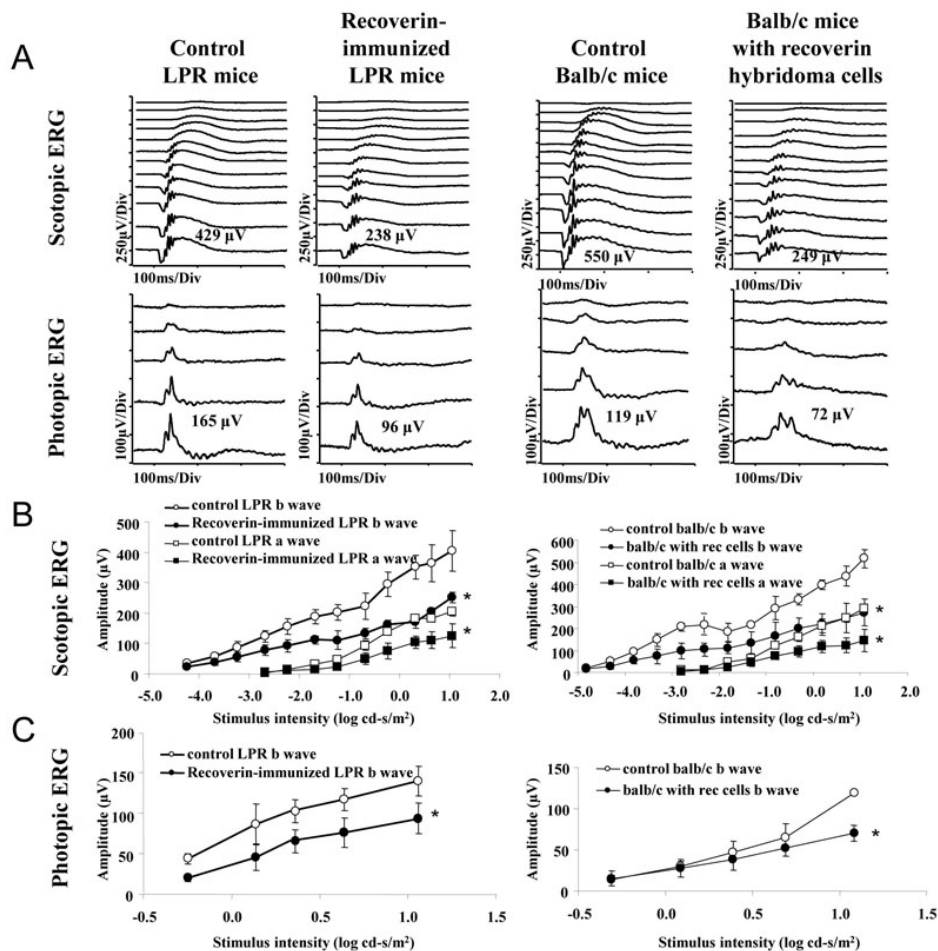 A
Control
LPR mice
Recoverin-
immunized
LPR mice
Control
Balb/c mice
Balb/c mice
with recoverin
hybridoma cells
Scotopic ERG
250μV/Div
429 μV
100ms/Div
238 μV
100ms/Div
250μV/Div
550 μV
100ms/Div
249 μV
100ms/Div
Photopic ERG
100μV/Div
165 μV
100ms/Div
96 μV
100ms/Div
100μV/Div
119 μV
100ms/Div
72 μV
100ms/Div
B
Scotopic ERG
control LPR b wave
Recoverin-immunized LPR b wave
control LPR a wave
Recoverin-immunized LPR a wave
Amplitude (μV)
500
400
300
200
100
0
*
*
-5.0 -4.0 -3.0 -2.0 -1.0 0.0 1.0 2.0
Stimulus intensity (log cd-s/m²)
control balb/c b wave
balb/c with rec cells b wave
control balb/c a wave
balb/c with rec cells a wave
Amplitude (μV)
600
500
400
300
200
100
0
*
*
-5.0 -4.0 -3.0 -2.0 -1.0 0.0 1.0 2.0
Stimulus intensity (log cd-s/m²)
C
Photopic ERG
control LPR b wave
Recoverin-immunized LPR b wave
Amplitude (μV)
200
150
100
50
0
*
0.0 0.5 1.0 1.5
Stimulus intensity (log cd-s/m²)
control balb/c b wave
balb/c with rec cells b wave
Amplitude (μV)
150
100
50
0
*
-0.5 0.0 0.5 1.0 1.5
Stimulus intensity (log cd-s/m²)